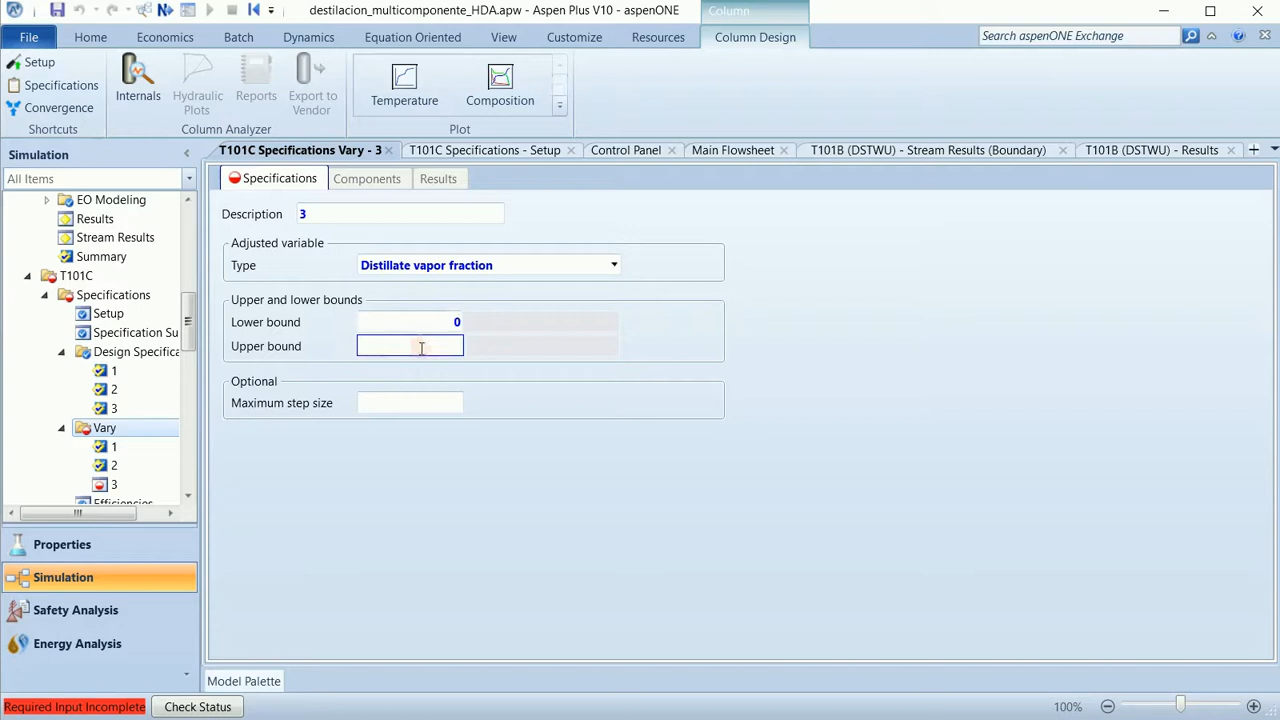 destilacion_multicomponente_HDA.apw - Aspen Plus V10 - aspenONE
Column
File
Home
Economics
Batch
Dynamics
Equation Oriented
View
Customize
Resources
Column Design
Search aspenONE Exchange
Setup
Specifications
Convergence
Shortcuts
Internals
Hydraulic
Plots
Reports
Export to
Vendor
Column Analyzer
Temperature
Composition
Plot
Simulation
All Items
EO Modeling
Results
Stream Results
Summary
T101C
Specifications
Setup
Specification Su
Design Specifica
1
2
3
Vary
1
2
3
Efficiencies
Properties
Simulation
Safety Analysis
Energy Analysis
T101C Specifications Vary - 3
T101C Specifications - Setup
Control Panel
Main Flowsheet
T101B (DSTWU) - Stream Results (Boundary)
T101B (DSTWU) - Results
Specifications
Components
Results
Description 3
Adjusted variable
Type Distillate vapor fraction
Upper and lower bounds
Lower bound 0
Upper bound
Optional
Maximum step size
Model Palette
Required Input Incomplete
Check Status
100%